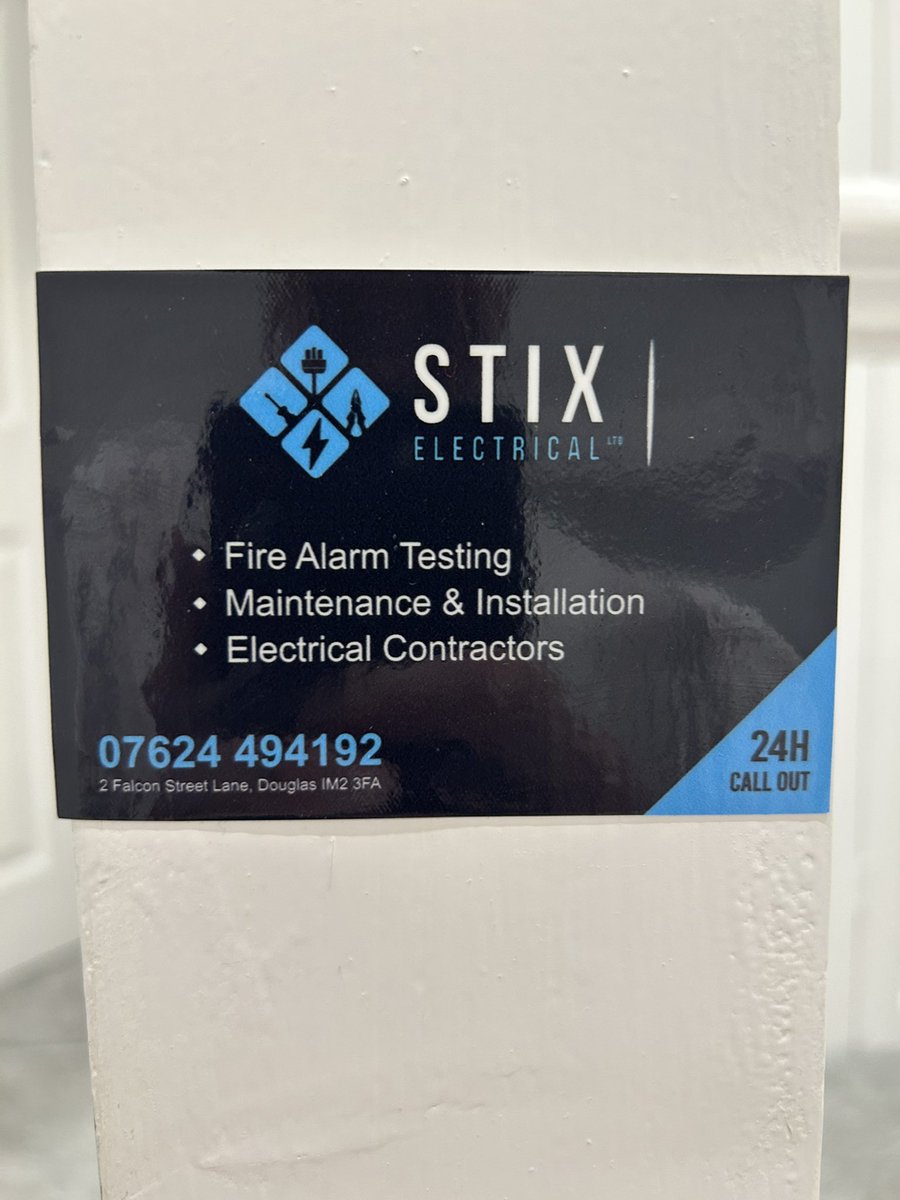 STIX
ELECTRICAL LTD
• Fire Alarm Testing
• Maintenance & Installation
• Electrical Contractors
07624 494192
2 Falcon Street Lane, Douglas IM2 3FA
24H
CALL OUT